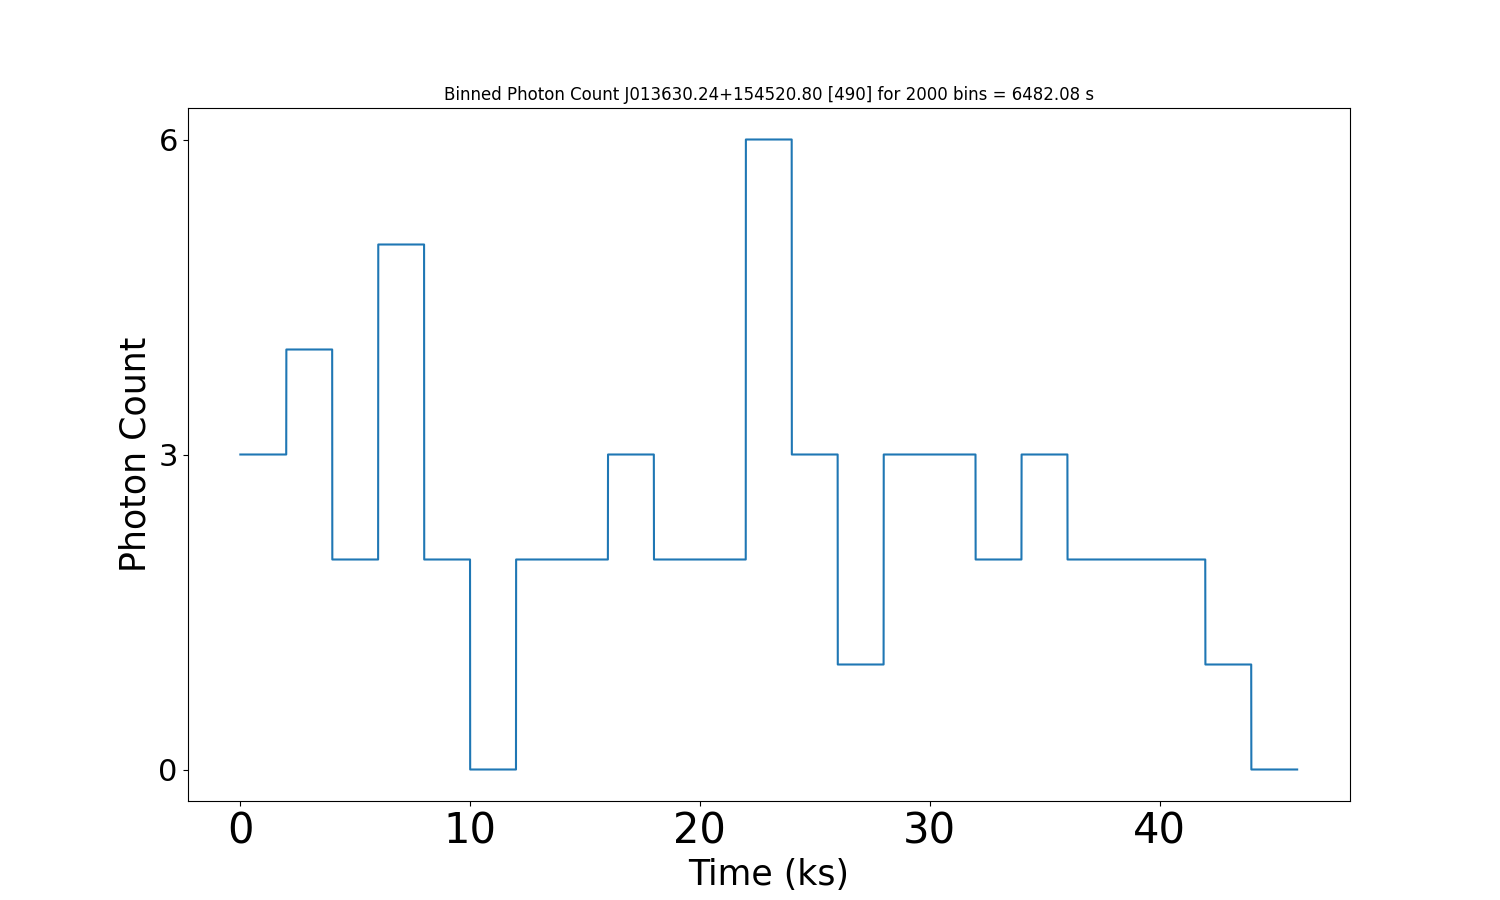 Binned Photon Count J013630.24+154520.80 [490] for 2000 bins = 6482.08 s
6
3
0
Photon Count
0 10 20 30 40
Time (ks)